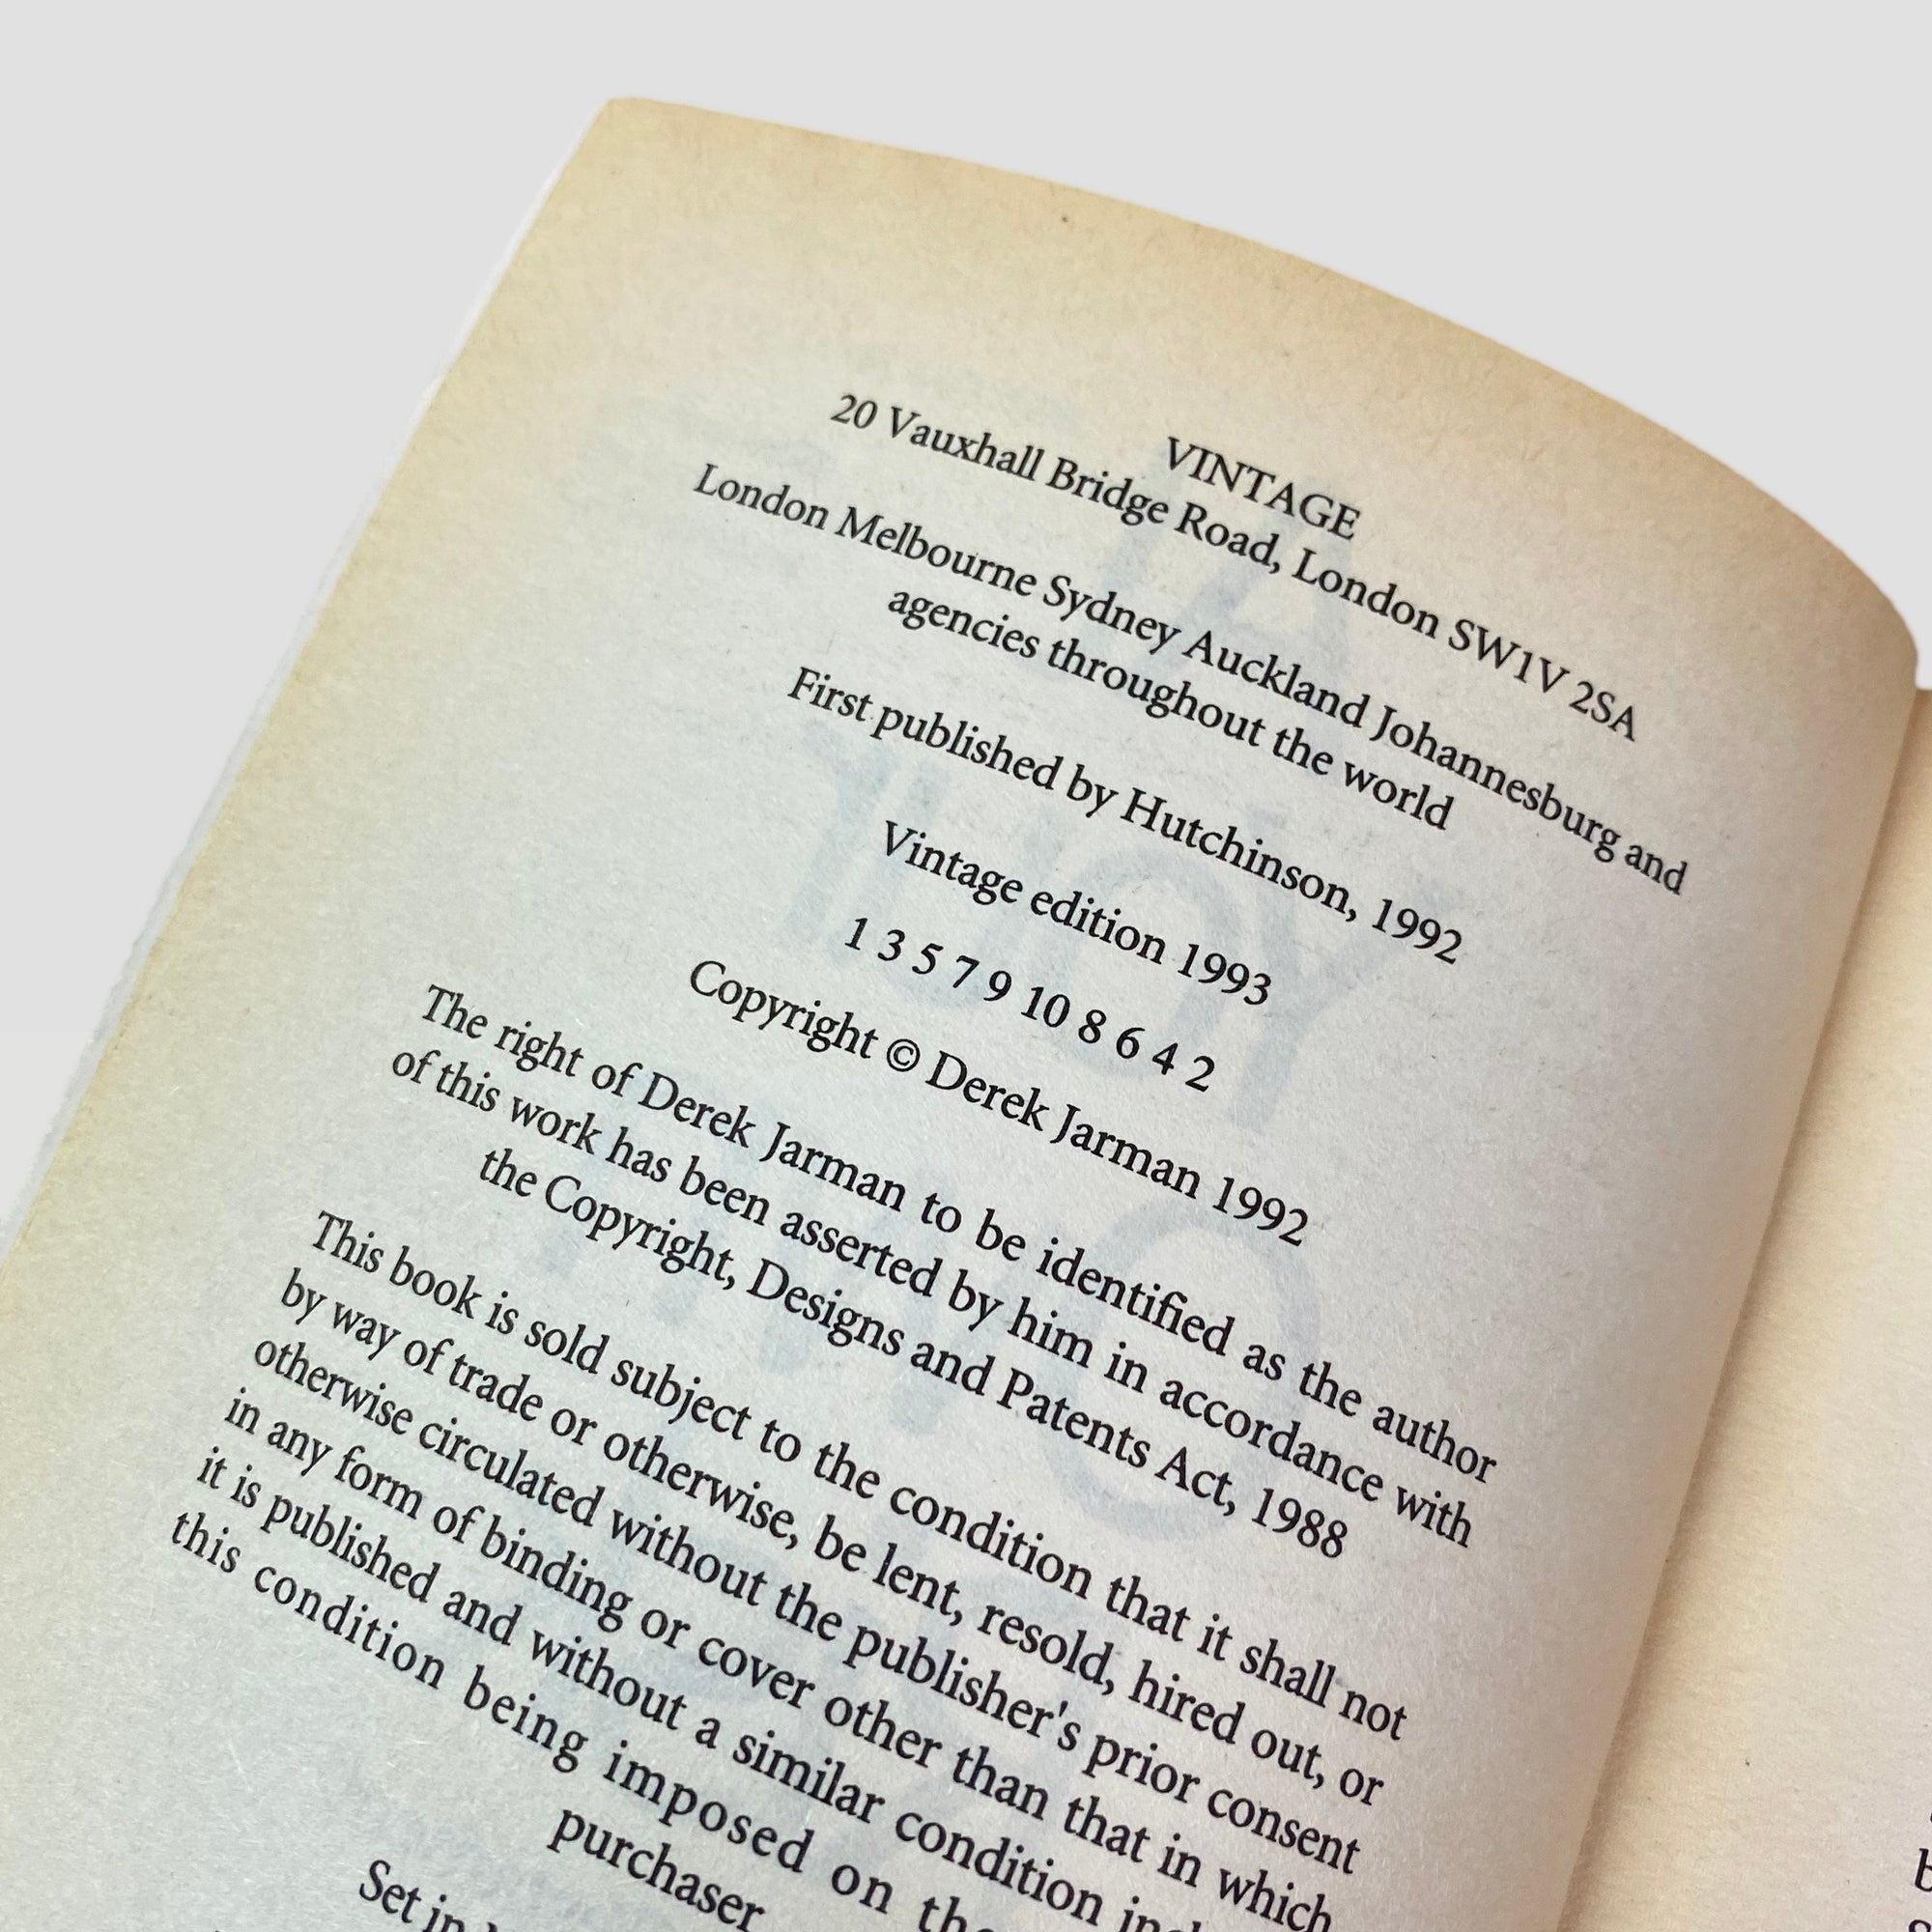 VINTAGE
20 Vauxhall Bridge Road, London SW1V 2SA
London Melbourne Sydney Auckland Johannesburg and
agencies throughout the world
First published by Hutchinson, 1992
Vintage edition 1993
1 3 5 7 9 10 8 6 4 2
Copyright © Derek Jarman 1992
The right of Derek Jarman to be identified as the author
of this work has been asserted by him in accordance with
the Copyright, Designs and Patents Act, 1988
This book is sold subject to the condition that it shall not
by way of trade or otherwise, be lent, resold, hired out, or
otherwise circulated without the publisher's prior consent
in any form of binding or cover other than that in which
it is published and without a similar condition
this condition being imposed on
purchaser
Set in